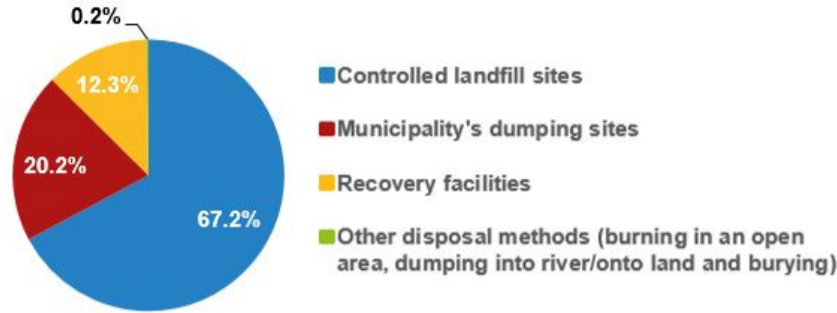 0.2%
12.3%
20.2%
67.2%
Controlled landfill sites
Municipality's dumping sites
Recovery facilities
Other disposal methods (burning in an open
area, dumping into river/onto land and burying)